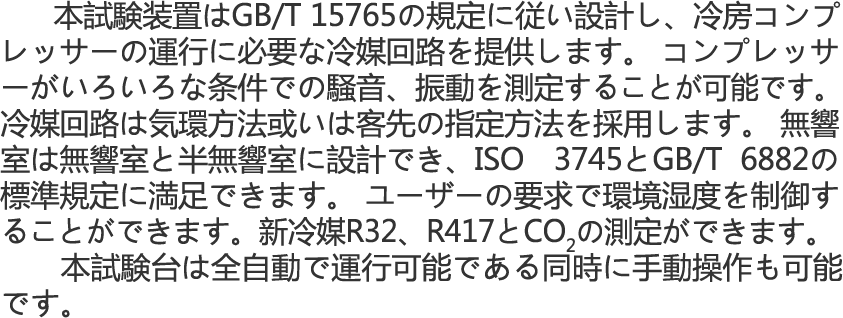 本試験装置はGB/T 15765の規定に従い設計し、冷房コンプ
レッサーの運行に必要な冷媒回路を提供します。 コンプレッサ
ーがいろいろな条件での騒音、振動を測定することが可能です。
冷媒回路は気環方法或いは客先の指定方法を採用します。 無響
室は無響室と半無響室に設計でき、ISO 3745とGB/T 6882の
標準規定に満足できます。 ユーザーの要求で環境湿度を制御す
ることができます。新冷媒R32、R417とCO₂の測定ができます。
本試験台は全自動で運行可能である同時に手動操作も可能
です。